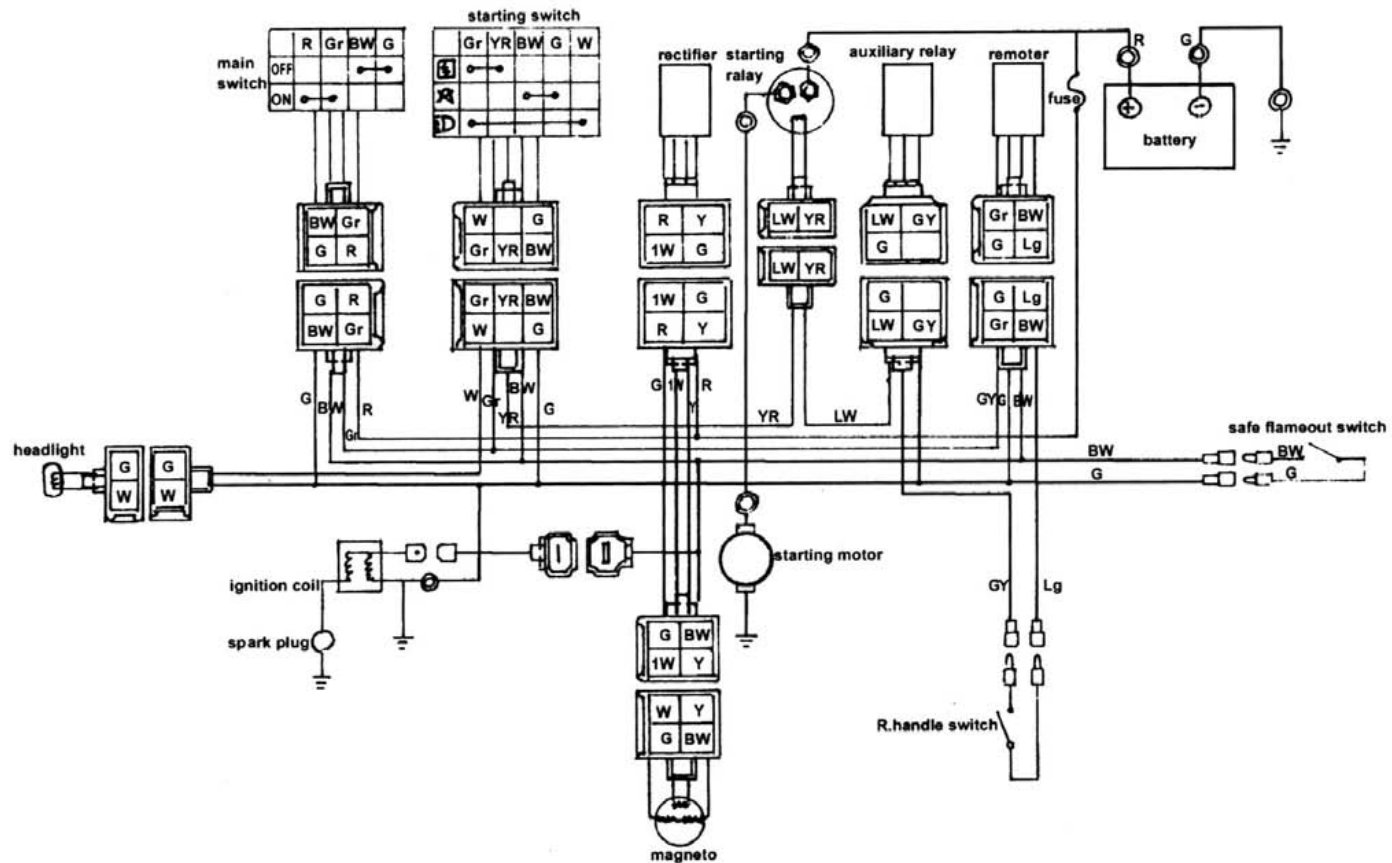 starting switch
R Gr BW G
Gr YR BW G W
main
switch
OFF
ON
rectifier
starting
ralay
auxiliary relay
remoter
fuse
R
G
+
-
battery
BW Gr
G R
W G
Gr YR BW
R Y
1W G
LW YR
LW GY
G
Gr BW
G Lg
G R
BW Gr
Gr YR BW
W G
1W G
R Y
LW YR
G
LW GY
G Lg
Gr BW
G
BW
Gr
R
W
Gr
YR
BW
G
G
1W
Y
R
YR
LW
GY
G
BW
headlight
G
W
G
W
BW
G
safe flameout switch
BW
G
ignition coil
spark plug
starting motor
GY
Lg
G BW
1W Y
W Y
G BW
R.handle switch
magneto